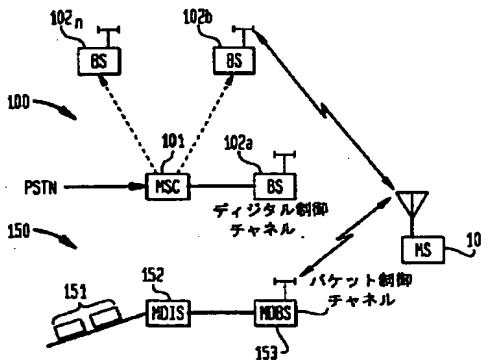 102n
102b
BS
BS
100
101
102a
PSTN
MSC
BS
ディジタル制御
チャネル
150
MS
10
パケット制御
チャネル
151
152
MDIS
MDBS
153